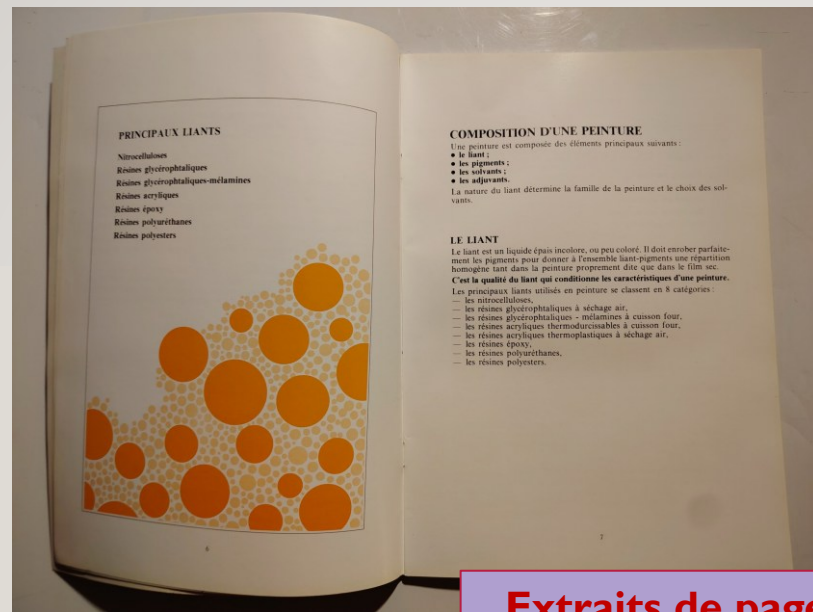 PRINCIPAUX LIANTS
Nitrocelluloses
Résines glycérophtaliques
Résines glycérophtaliques-mélamines
Résines acryliques
Résines époxy
Résines polyuréthanes
Résines polyesters
6
COMPOSITION D'UNE PEINTURE
Une peinture est composée des éléments principaux suivants :
• le liant ;
• les pigments ;
• les solvants ;
• les adjuvants.
La nature du liant détermine la famille de la peinture et le choix des sol-
vants.
LE LIANT
Le liant est un liquide épais incolore, ou peu coloré. Il doit enrober parfaite-
ment les pigments pour donner à l'ensemble liant-pigments une répartition
homogène tant dans la peinture proprement dite que dans le film sec.
C'est la qualité du liant qui conditionne les caractéristiques d'une peinture.
Les principaux liants utilisés en peinture se classent en 8 catégories :
— les nitrocelluloses,
— les résines glycérophtaliques à séchage air,
— les résines glycérophtaliques - mélamines à cuisson four,
— les résines acryliques thermodurcissables à cuisson four,
— les résines acryliques thermoplastiques à séchage air,
— les résines époxy,
— les résines polyuréthanes,
— les résines polyesters.
7
Extraits de page